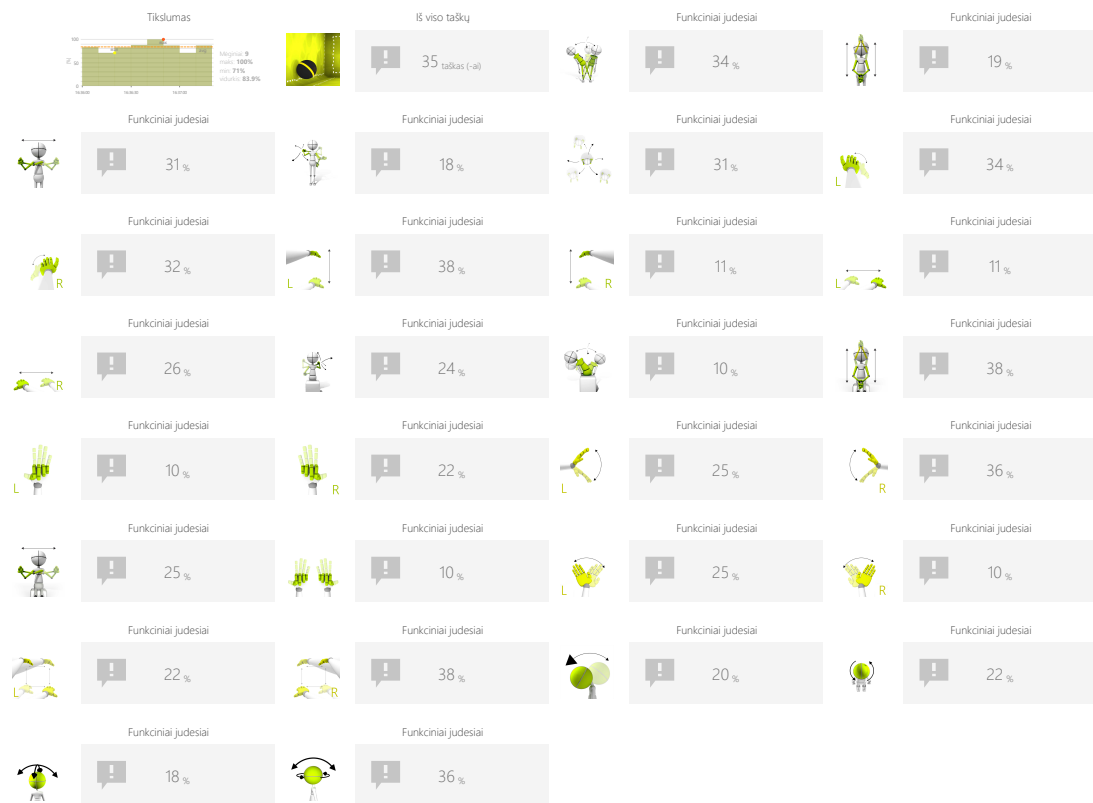 Tikslumas
Iš viso taškų
Funkciniai judesiai
Funkciniai judesiai
100
(%)
50
0
Mėginiai: 9
maks: 100%
min: 71%
vidurkis: 83.9%
35 taškas (-ai)
34 %
19 %
Funkciniai judesiai
Funkciniai judesiai
Funkciniai judesiai
Funkciniai judesiai
31 %
18 %
31 %
L
34 %
Funkciniai judesiai
Funkciniai judesiai
Funkciniai judesiai
Funkciniai judesiai
R
32 %
L
38 %
R
11 %
L
11 %
Funkciniai judesiai
Funkciniai judesiai
Funkciniai judesiai
Funkciniai judesiai
R
26 %
24 %
10 %
38 %
Funkciniai judesiai
Funkciniai judesiai
Funkciniai judesiai
Funkciniai judesiai
L
10 %
R
22 %
L
25 %
R
36 %
Funkciniai judesiai
Funkciniai judesiai
Funkciniai judesiai
Funkciniai judesiai
25 %
10 %
L
25 %
R
10 %
Funkciniai judesiai
Funkciniai judesiai
Funkciniai judesiai
Funkciniai judesiai
L
22 %
R
38 %
20 %
22 %
Funkciniai judesiai
Funkciniai judesiai
18 %
36 %